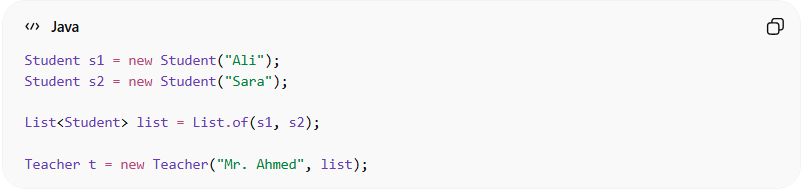 </> Java
Student s1 = new Student("Ali");
Student s2 = new Student("Sara");
List<Student> list = List.of(s1, s2);
Teacher t = new Teacher("Mr. Ahmed", list);